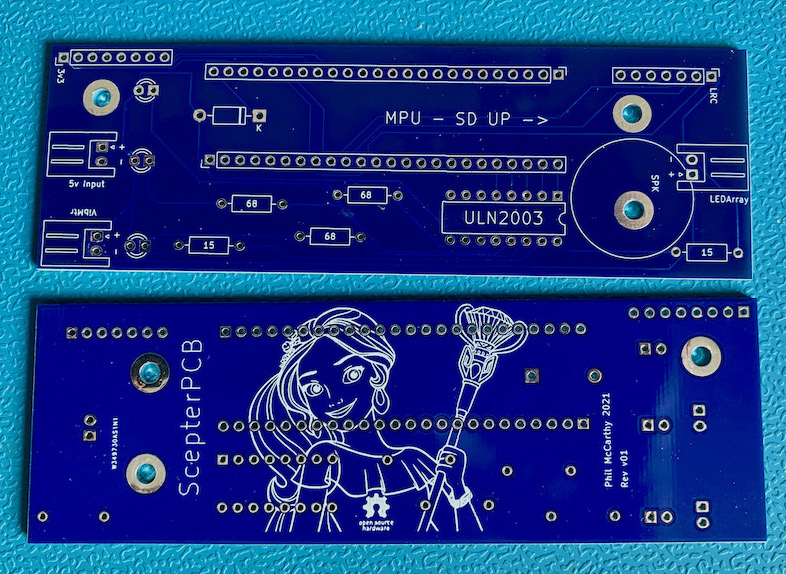 3v3
LRC
K
MPU - SD UP ->
+
-
5v Input
SPK
-
+
LEDArray
68
68
ULN2003
VibMtr
+
-
15
68
15
ScepterPCB
W349730AS1N1
Phil McCarthy 2021
Rev v01
open source
hardware